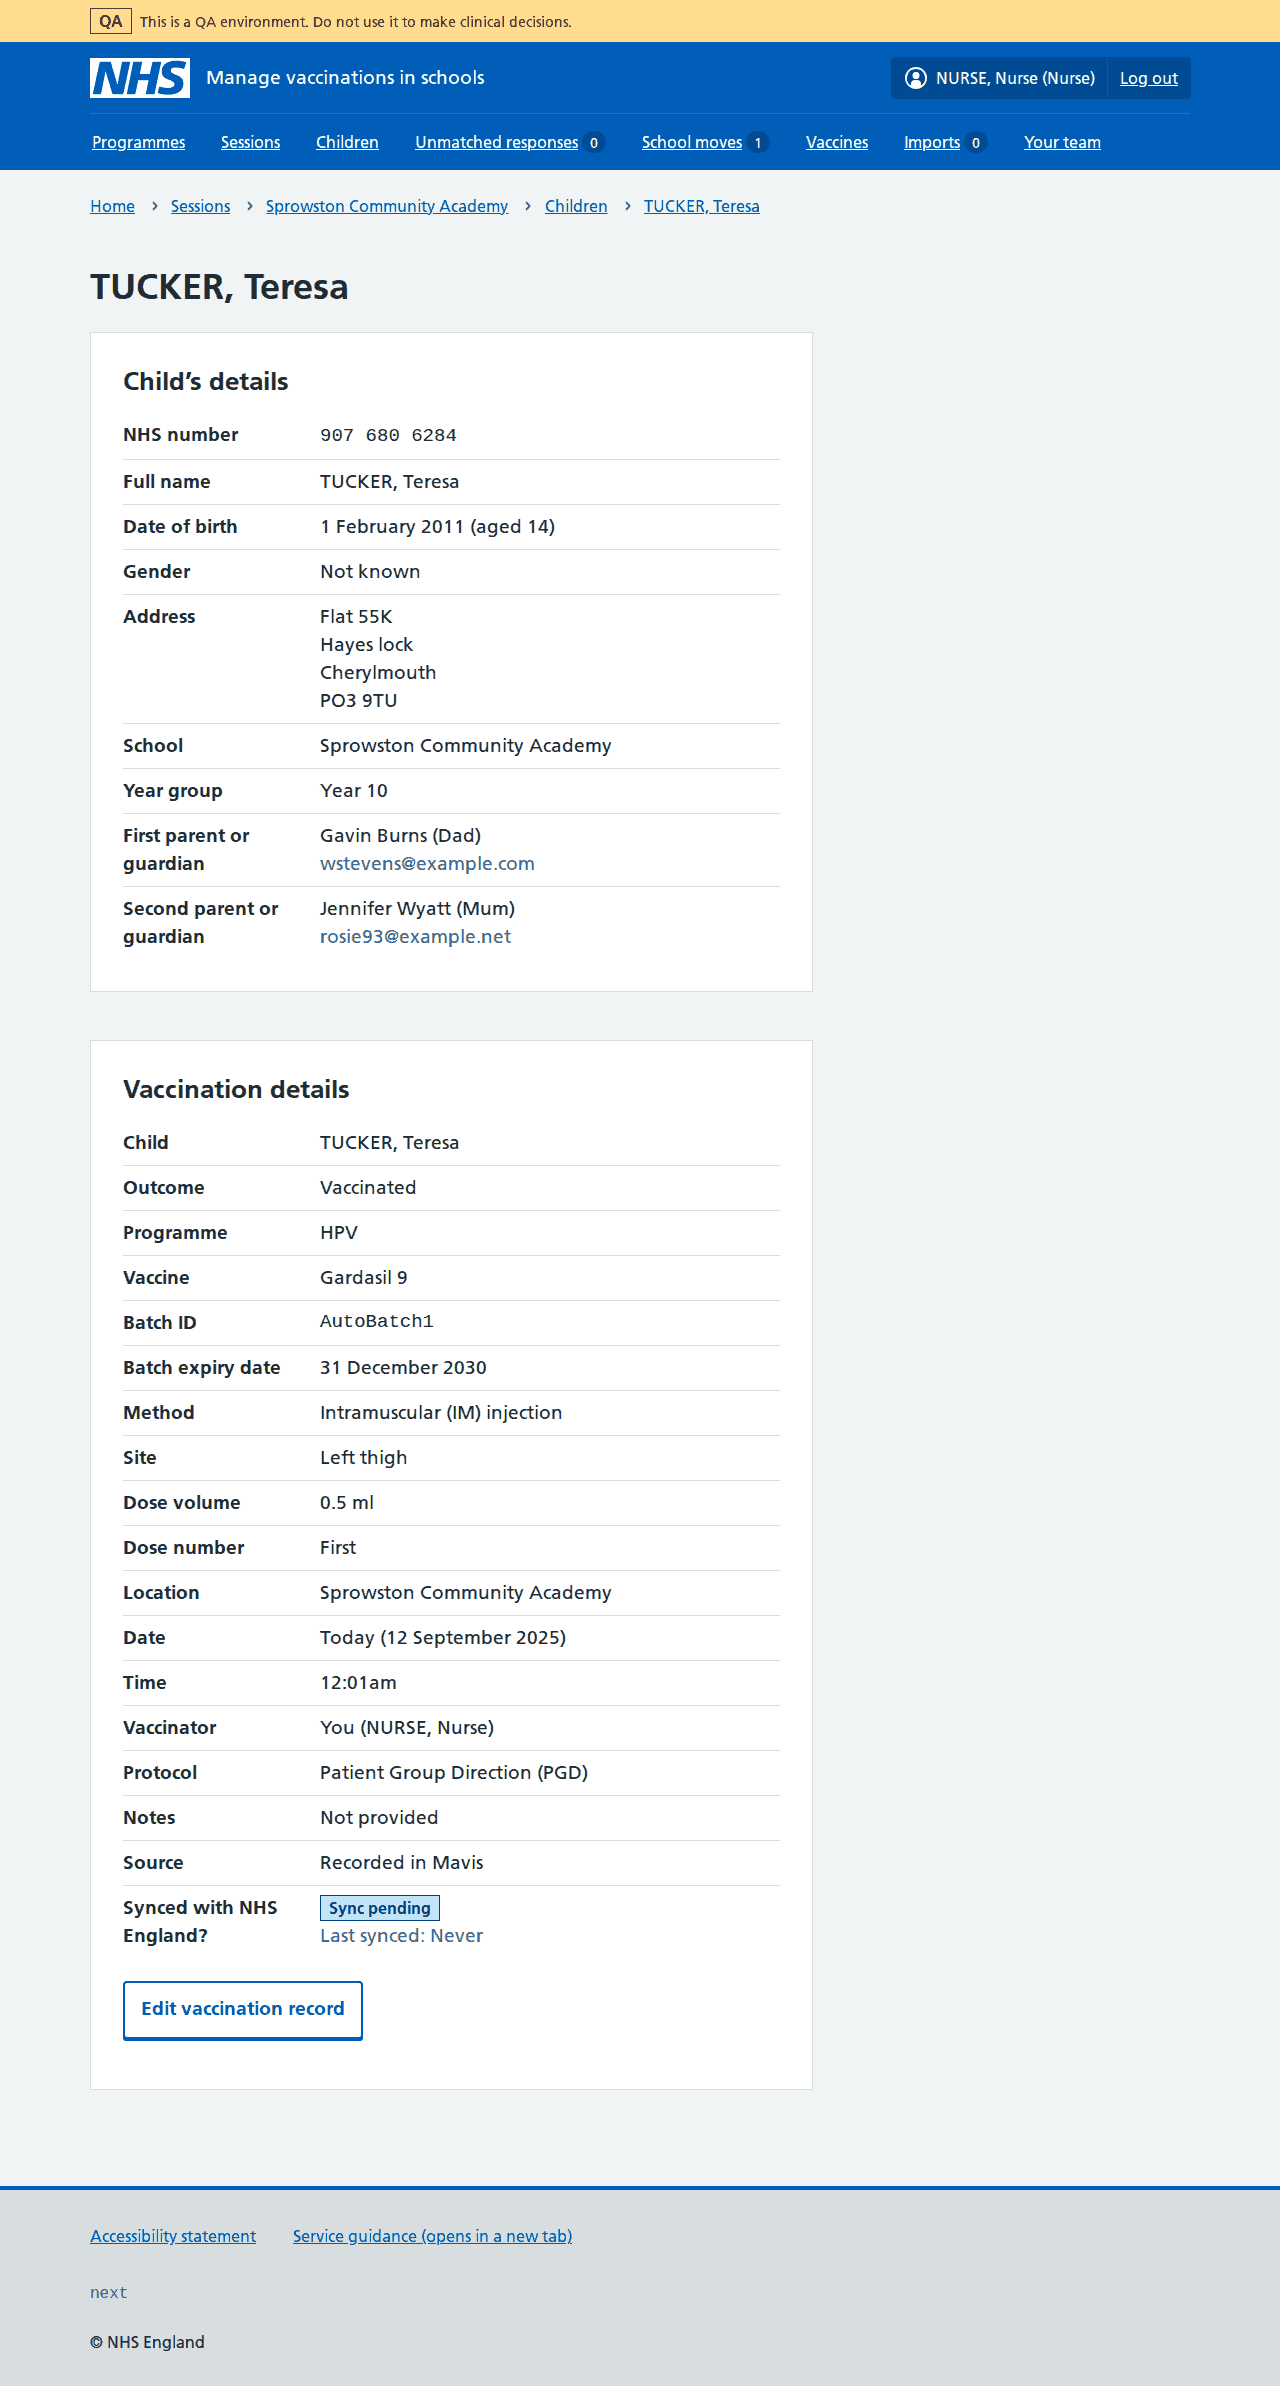 QA This is a QA environment. Do not use it to make clinical decisions.
NHS Manage vaccinations in schools NURSE, Nurse (Nurse) Log out
Programmes Sessions Children Unmatched responses 0 School moves 1 Vaccines Imports 0 Your team
Home > Sessions > Sprowston Community Academy > Children > TUCKER, Teresa
TUCKER, Teresa
Child’s details
NHS number 907 680 6284
Full name TUCKER, Teresa
Date of birth 1 February 2011 (aged 14)
Gender Not known
Address Flat 55K
Hayes lock
Cherylmouth
PO3 9TU
School Sprowston Community Academy
Year group Year 10
First parent or Gavin Burns (Dad)
guardian wstevens@example.com
Second parent or Jennifer Wyatt (Mum)
guardian rosie93@example.net
Vaccination details
Child TUCKER, Teresa
Outcome Vaccinated
Programme HPV
Vaccine Gardasil 9
Batch ID AutoBatch1
Batch expiry date 31 December 2030
Method Intramuscular (IM) injection
Site Left thigh
Dose volume 0.5 ml
Dose number First
Location Sprowston Community Academy
Date Today (12 September 2025)
Time 12:01am
Vaccinator You (NURSE, Nurse)
Protocol Patient Group Direction (PGD)
Notes Not provided
Source Recorded in Mavis
Synced with NHS Sync pending
England? Last synced: Never
Edit vaccination record
Accessibility statement Service guidance (opens in a new tab)
next
© NHS England